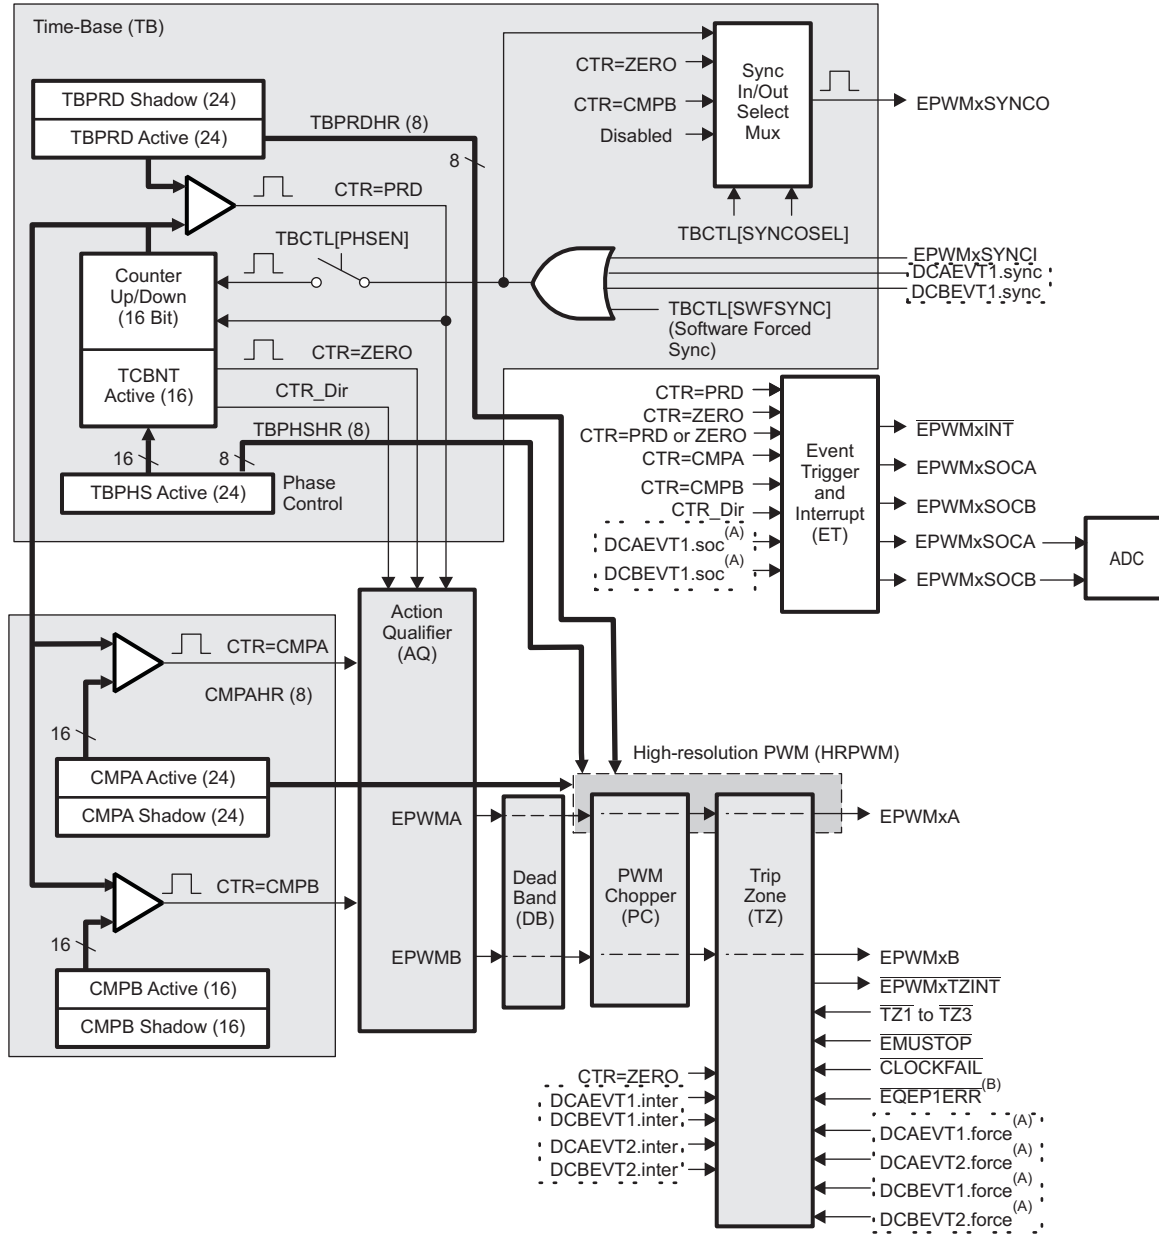 Time-Base (TB)
TBPRD Shadow (24)
TBPRD Active (24)
TBPRDHR (8)
8
CTR=PRD
TBCTL[PHSEN]
Counter
Up/Down
(16 Bit)
TCBNT
Active (16)
CTR=ZERO
CTR_Dir
TBPHSHR (8)
16
8
TBPHS Active (24)
Phase
Control
CTR=ZERO
CTR=CMPB
Disabled
Sync
In/Out
Select
Mux
EPWMxSYNCO
TBCTL[SYNCOSEL]
EPWMxSYNCI
DCAEVT1.sync
DCBEVT1.sync
TBCTL[SWFSYNC]
(Software Forced
Sync)
CTR=PRD
CTR=ZERO
CTR=PRD or ZERO
CTR=CMPA
CTR=CMPB
CTR_Dir
DCAEVT1.soc(A)
DCBEVT1.soc(A)
Event
Trigger
and
Interrupt
(ET)
EPWMxINT
EPWMxSOCA
EPWMxSOCB
EPWMxSOCA
EPWMxSOCB
ADC
Action
Qualifier
(AQ)
CTR=CMPA
CMPAHR (8)
16
CMPA Active (24)
CMPA Shadow (24)
CTR=CMPB
16
CMPB Active (16)
CMPB Shadow (16)
EPWMA
EPWMB
High-resolution PWM (HRPWM)
Dead
Band
(DB)
PWM
Chopper
(PC)
Trip
Zone
(TZ)
EPWMxA
EPWMxB
EPWMxTZINT
TZ1 to TZ3
EMUSTOP
CLOCKFAIL
EQEP1ERR(B)
DCAEVT1.force(A)
DCAEVT2.force(A)
DCBEVT1.force(A)
DCBEVT2.force(A)
CTR=ZERO
DCAEVT1.inter
DCBEVT1.inter
DCAEVT2.inter
DCBEVT2.inter